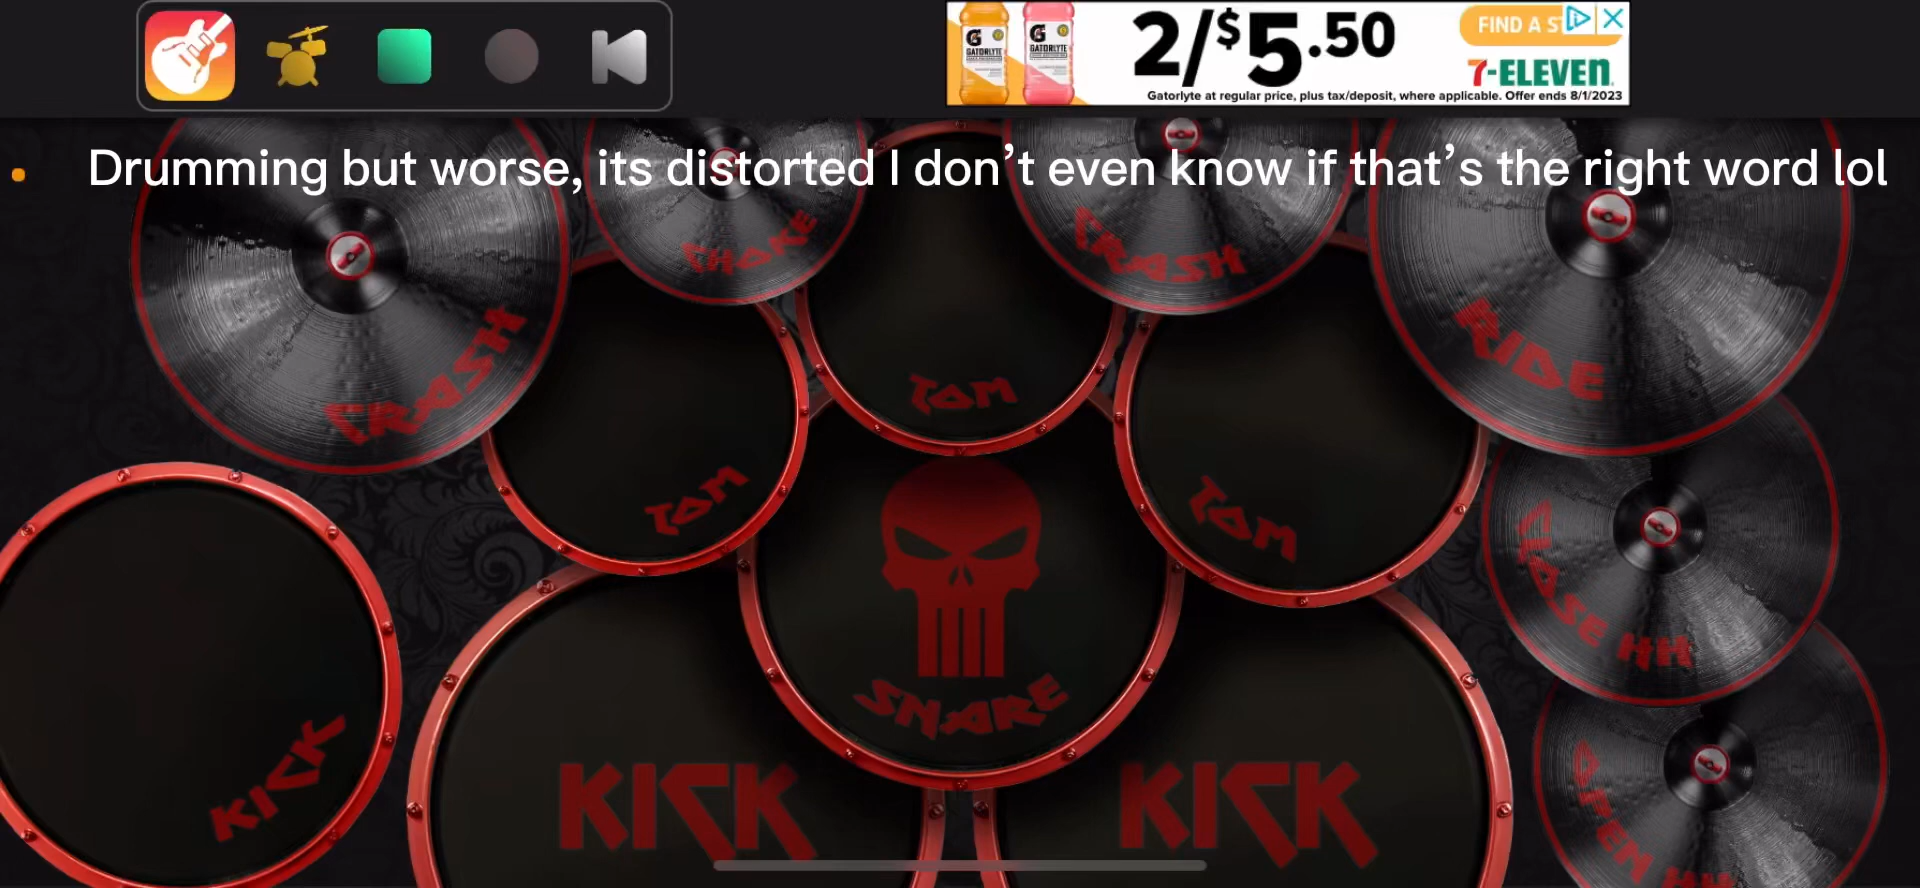 G
GATORLYTE
G
GATORLYTE
2/$5.50
FIND A S
7-ELEVEN
Gatorlyte at regular price, plus tax/deposit, where applicable. Offer ends 8/1/2023
Drumming but worse, its distorted I don’t even know if that’s the right word lol
CRASH
CHOKE
CRASH
RIDE
TOM
TOM
TOM
CLOSE HH
SNARE
KICK
KICK
KICK
OPEN HH